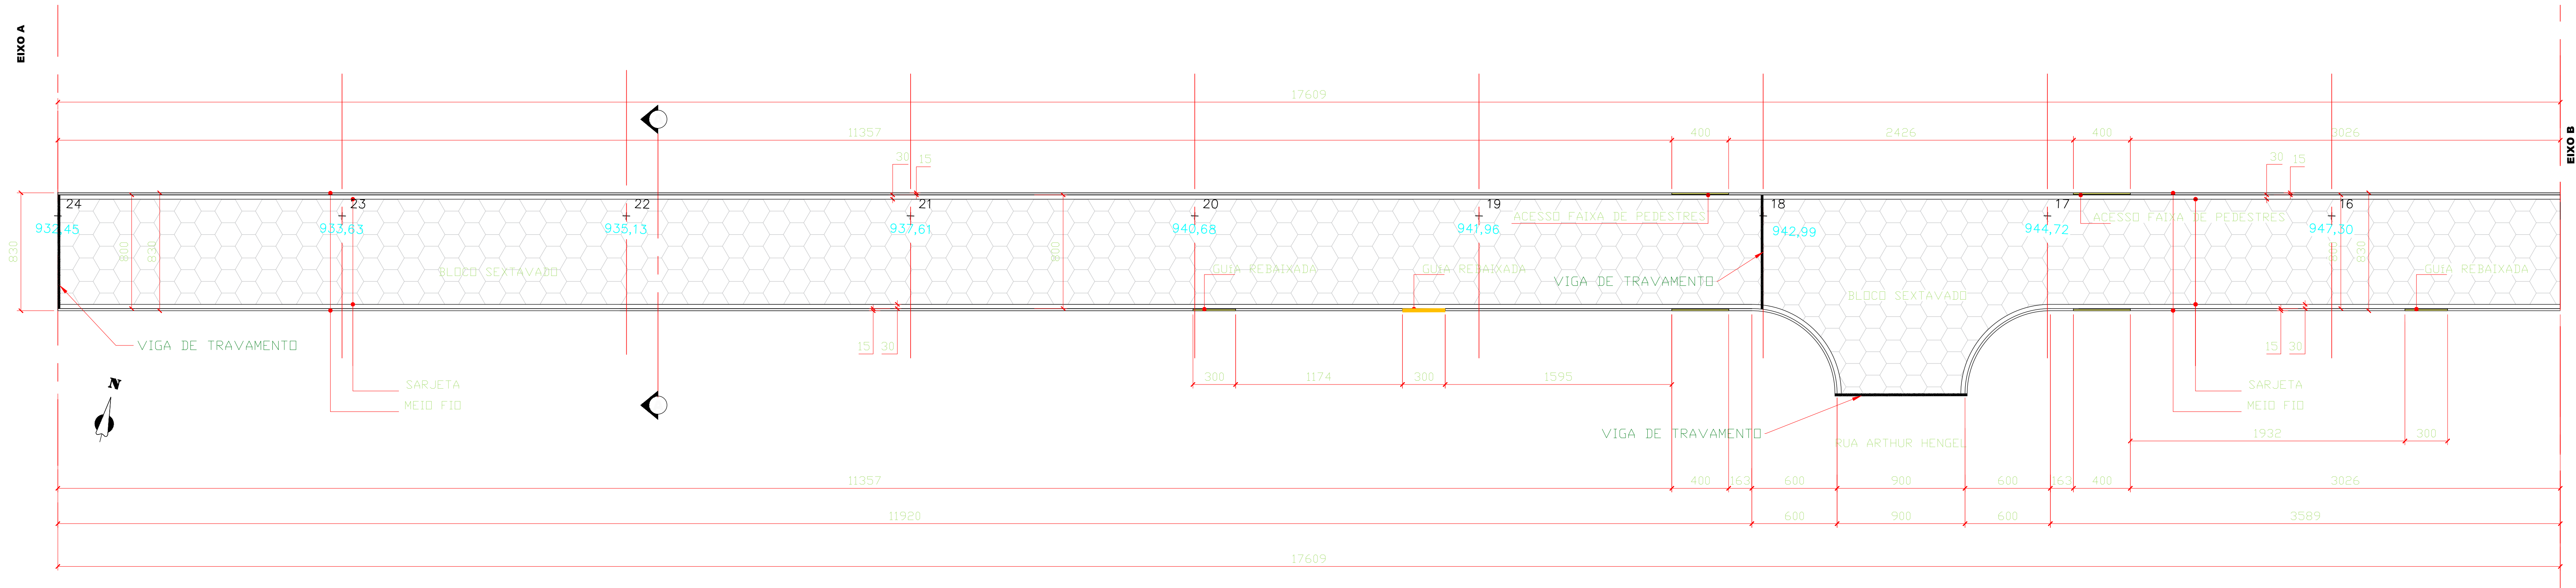 EIXO A
17609
11357 400 2426 400 3026
EIXO B
30 15 30 15
24 23 22 21 20 19 18 17 16
932,45 933,63 935,13 937,61 940,68 941,96 942,99 944,72 947,30
ACESSO FAIXA DE PEDESTRES ACESSO FAIXA DE PEDESTRES
830 800 830 800 800 830
BLOCO SEXTAVADO GUIA REBAIXADA GUIA REBAIXADA GUIA REBAIXADA
VIGA DE TRAVAMENTO
BLOCO SEXTAVADO
VIGA DE TRAVAMENTO
15 30 15 30
N
300 1174 300 1595
SARJETA SARJETA
MEIO FIO MEIO FIO
VIGA DE TRAVAMENTO
1932 300
RUA ARTHUR HENGEL
11357 400 163 600 900 600 163 400 3026
11920 600 900 600 3589
17609